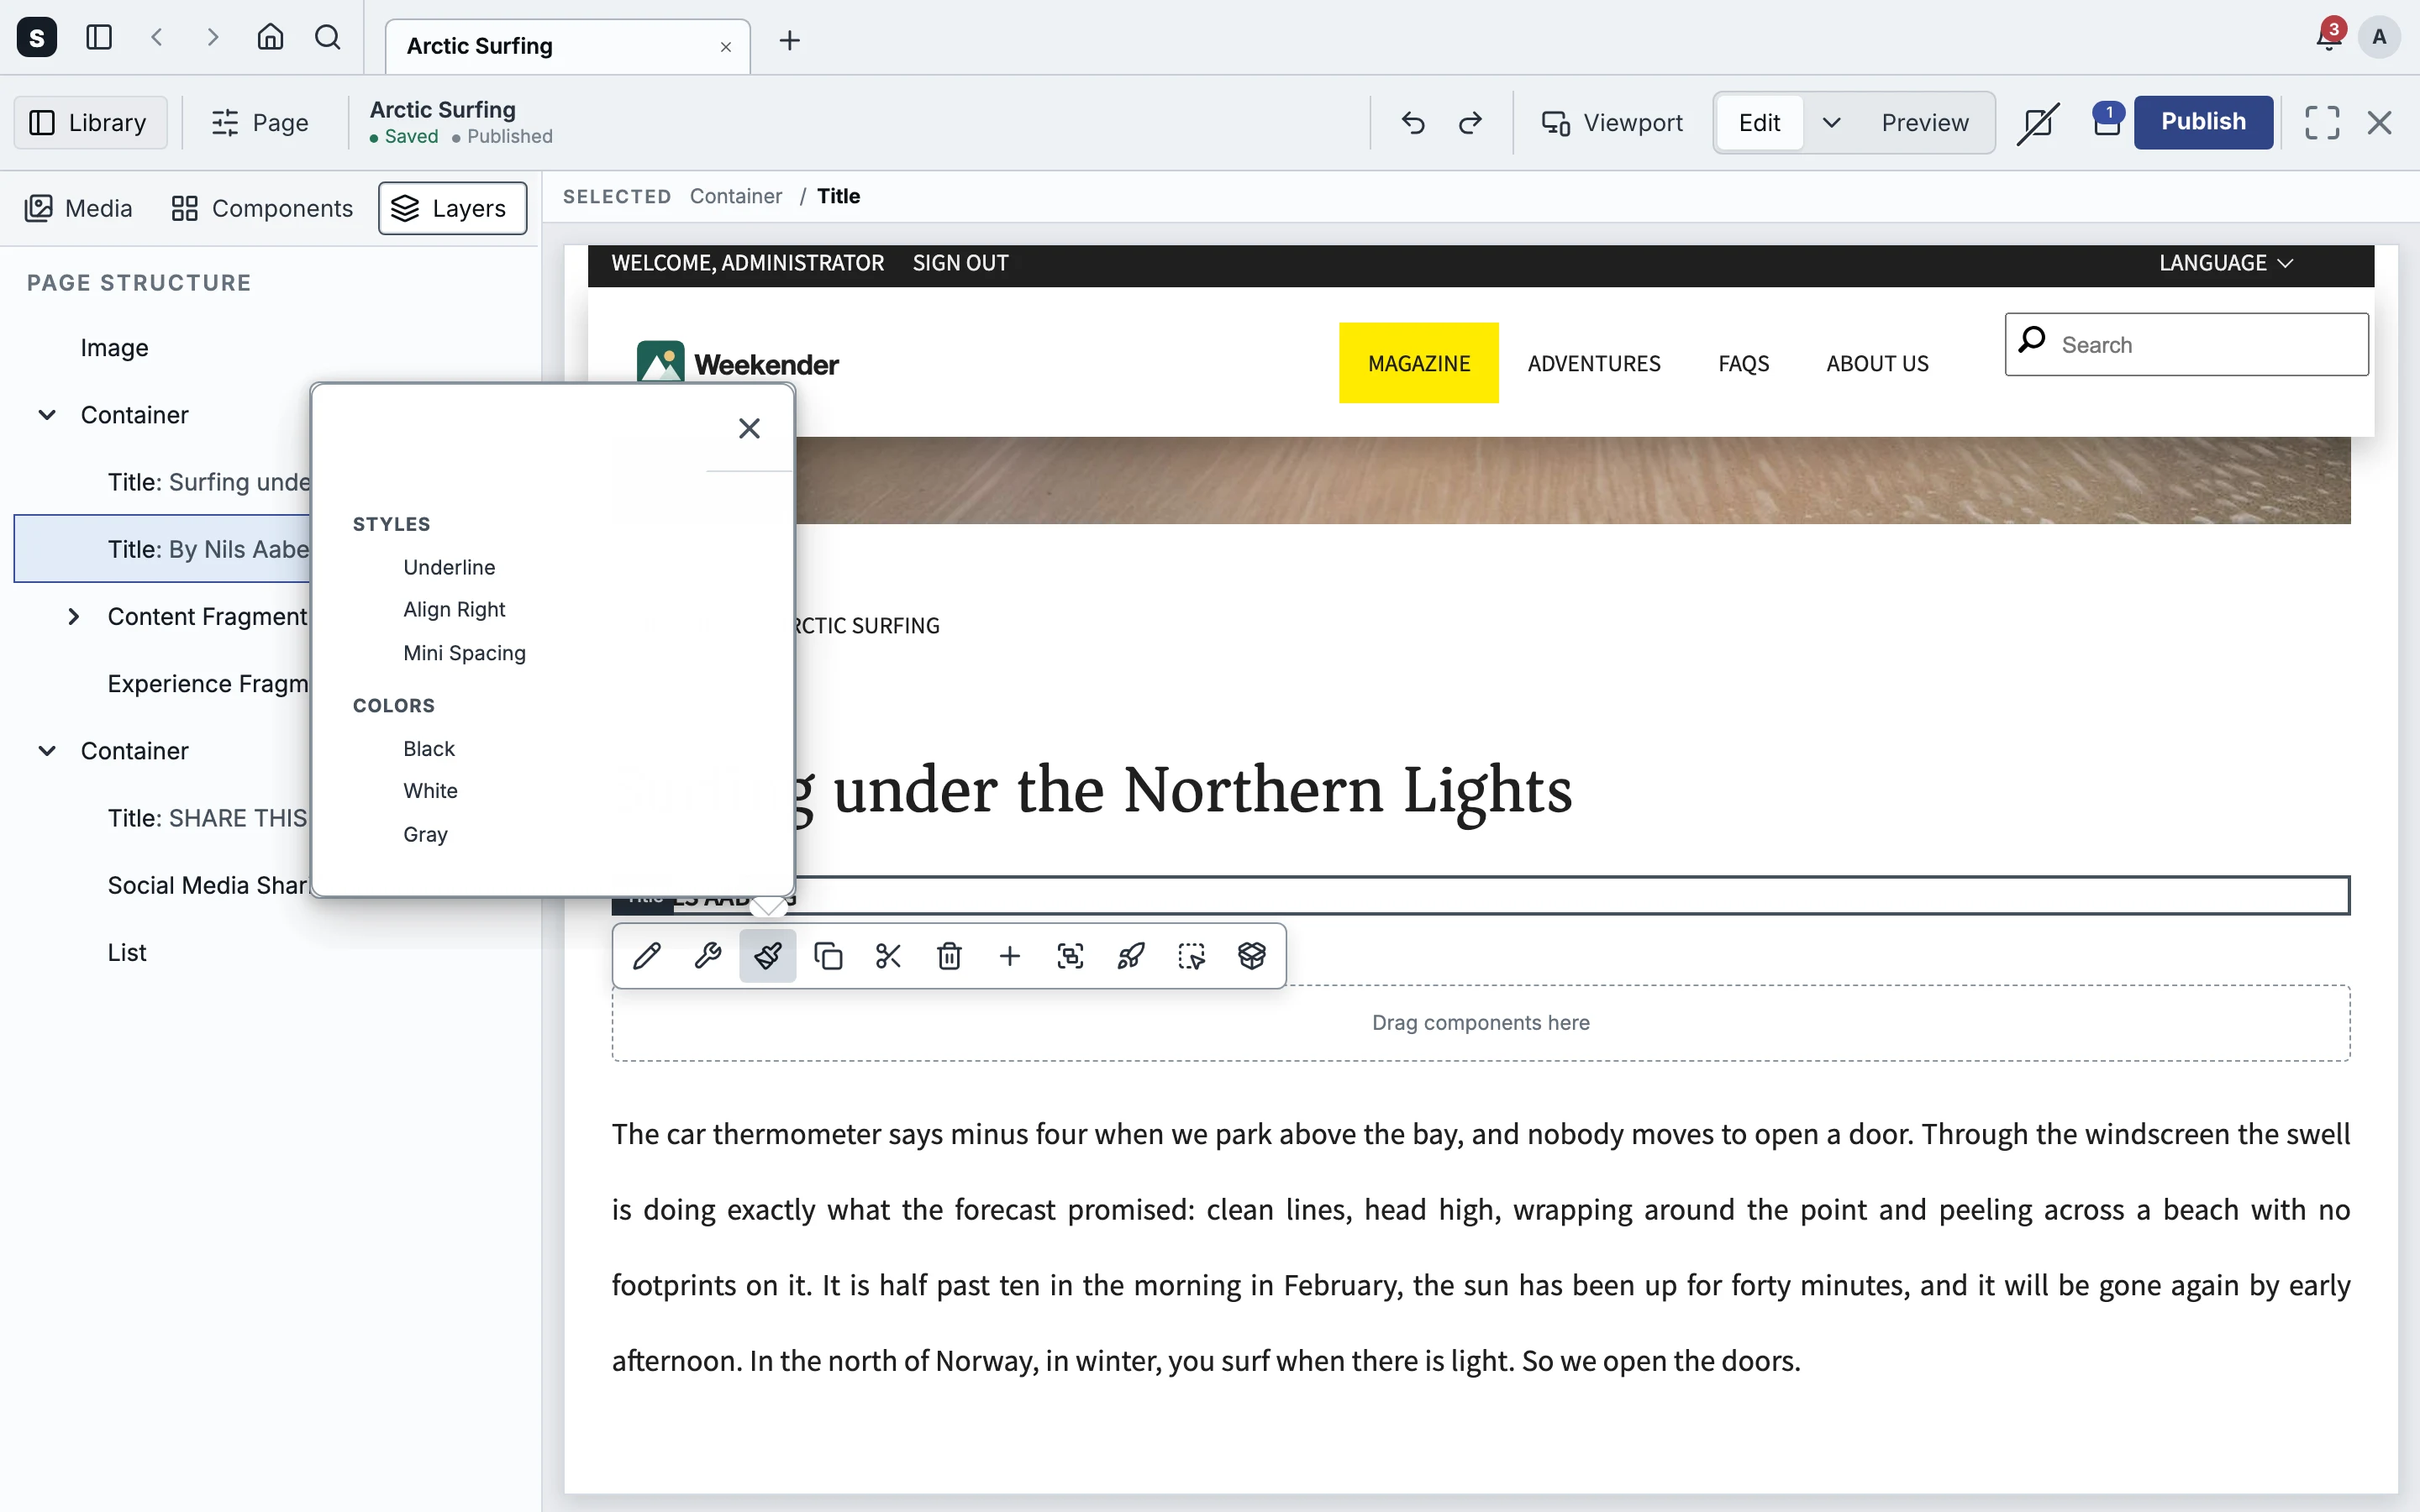 S
Arctic Surfing
3
A
Library
Page
Arctic Surfing
Saved
Published
Viewport
Edit
Preview
1
Publish
Media
Components
Layers
SELECTED Container / Title
PAGE STRUCTURE
Image
Container
Title: Surfing unde
Title: By Nils Aabe
Content Fragment
Experience Fragm
Container
Title: SHARE THIS
Social Media Shar
List
STYLES
Underline
Align Right
Mini Spacing
COLORS
Black
White
Gray
WELCOME, ADMINISTRATOR
SIGN OUT
LANGUAGE
Weekender
MAGAZINE
ADVENTURES
FAQS
ABOUT US
Search
RCTIC SURFING
g under the Northern Lights
Drag components here
The car thermometer says minus four when we park above the bay, and nobody moves to open a door. Through the windscreen the swell
is doing exactly what the forecast promised: clean lines, head high, wrapping around the point and peeling across a beach with no
footprints on it. It is half past ten in the morning in February, the sun has been up for forty minutes, and it will be gone again by early
afternoon. In the north of Norway, in winter, you surf when there is light. So we open the doors.